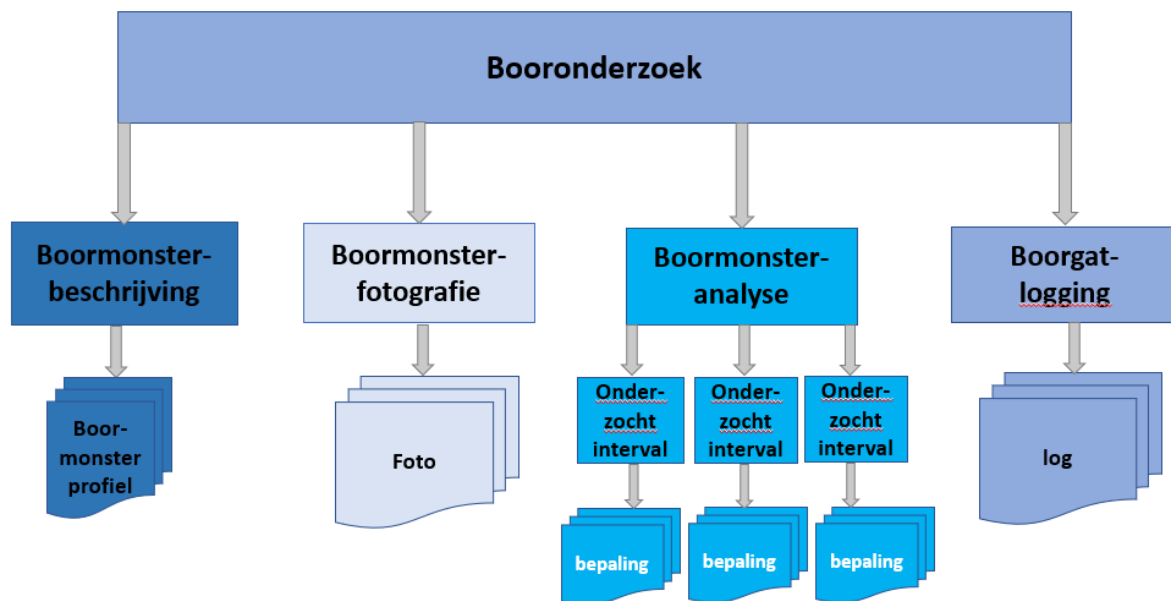 Booronderzoek
Boormonster-
beschrijving
Boormonster-
fotografie
Boormonster-
analyse
Boorgat-
logging
Boor-
monster
profiel
Foto
Onder-
zocht
interval
Onder-
zocht
interval
Onder-
zocht
interval
log
bepaling
bepaling
bepaling